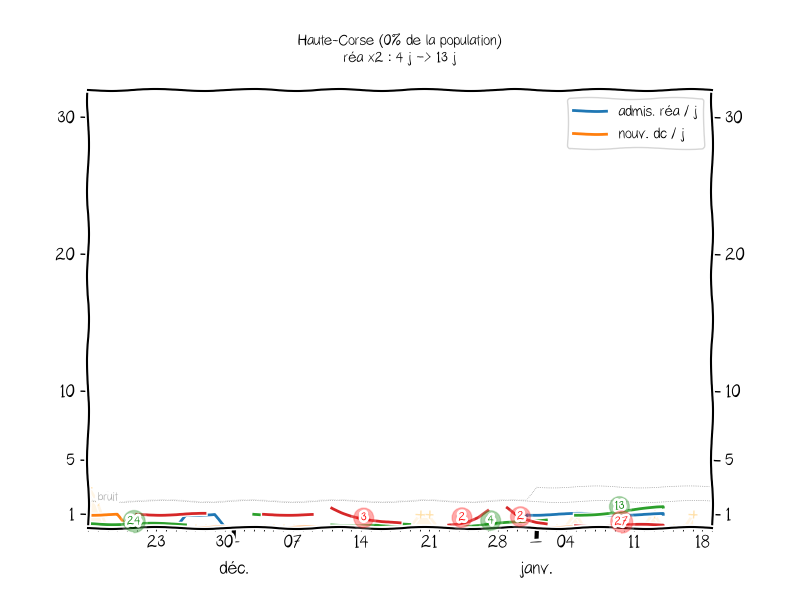 Haute-Corse (0% de la population)
réa x2 : 4 j -> 13 j
admis. réa / j
nouv. dc / j
30 30
20 20
10 10
5 5
bruit
1 1
24 3 2 4 2 13 27
23 30 07 14 21 28 04 11 18
déc. janv.